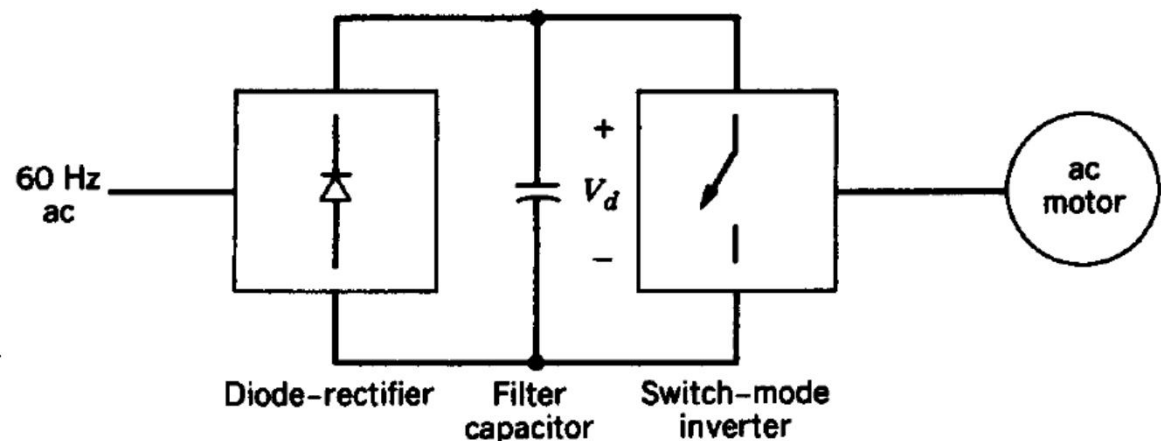 60 Hz
ac
+
V_d
−
ac
motor
Diode-rectifier
Filter
capacitor
Switch-mode
inverter